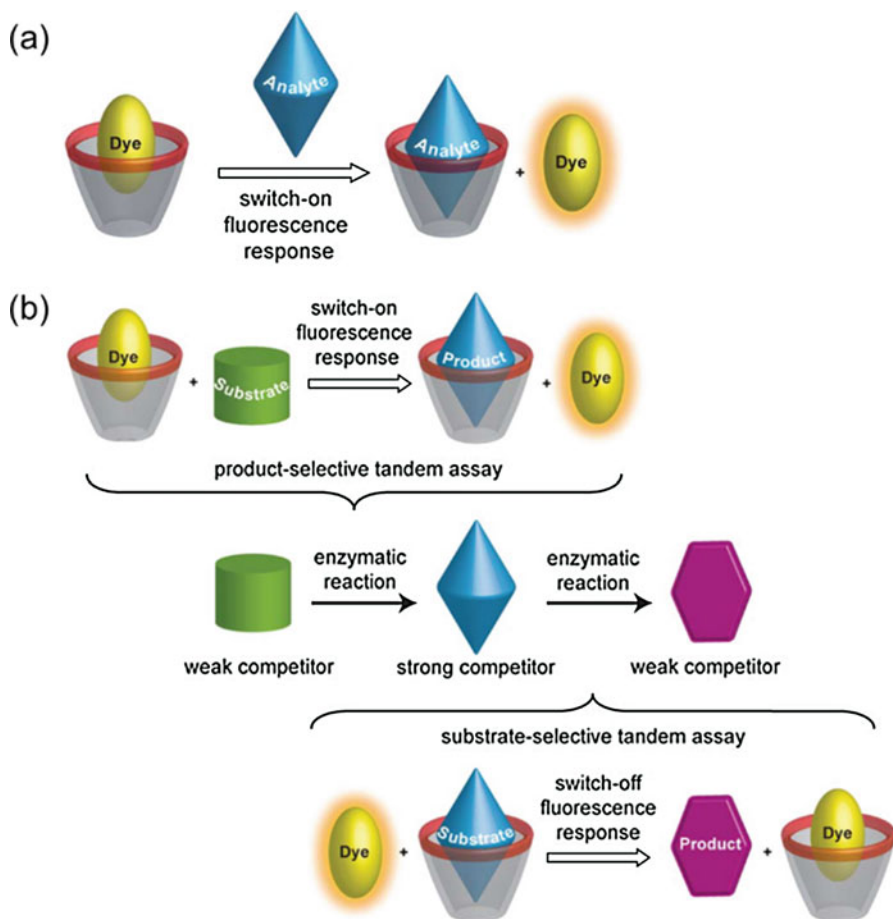 (a)
Dye
Analyte
switch-on
fluorescence
response
Analyte
+
Dye
(b)
Dye
+
Substrate
switch-on
fluorescence
response
Product
+
Dye
product-selective tandem assay
enzymatic
reaction
enzymatic
reaction
weak competitor
strong competitor
weak competitor
substrate-selective tandem assay
Dye
+
Substrate
switch-off
fluorescence
response
Product
+
Dye